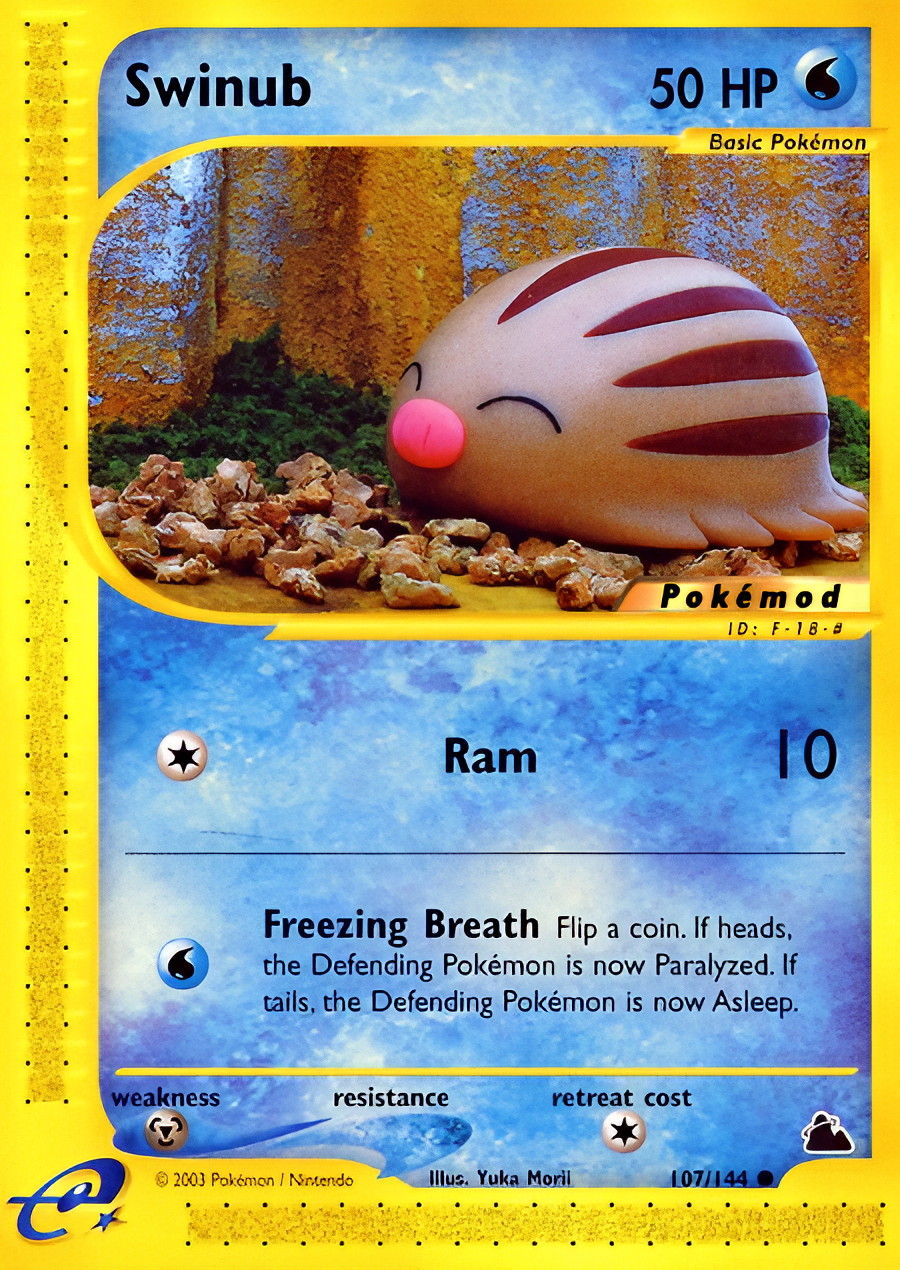 Swinub
50 HP
Basic Pokémon
Pokémod
ID: F-18-#
Ram
10
Freezing Breath Flip a coin. If heads,
the Defending Pokémon is now Paralyzed. If
tails, the Defending Pokémon is now Asleep.
weakness
resistance
retreat cost
© 2003 Pokémon / Nintendo
Illus. Yuka Morii
107/144
e